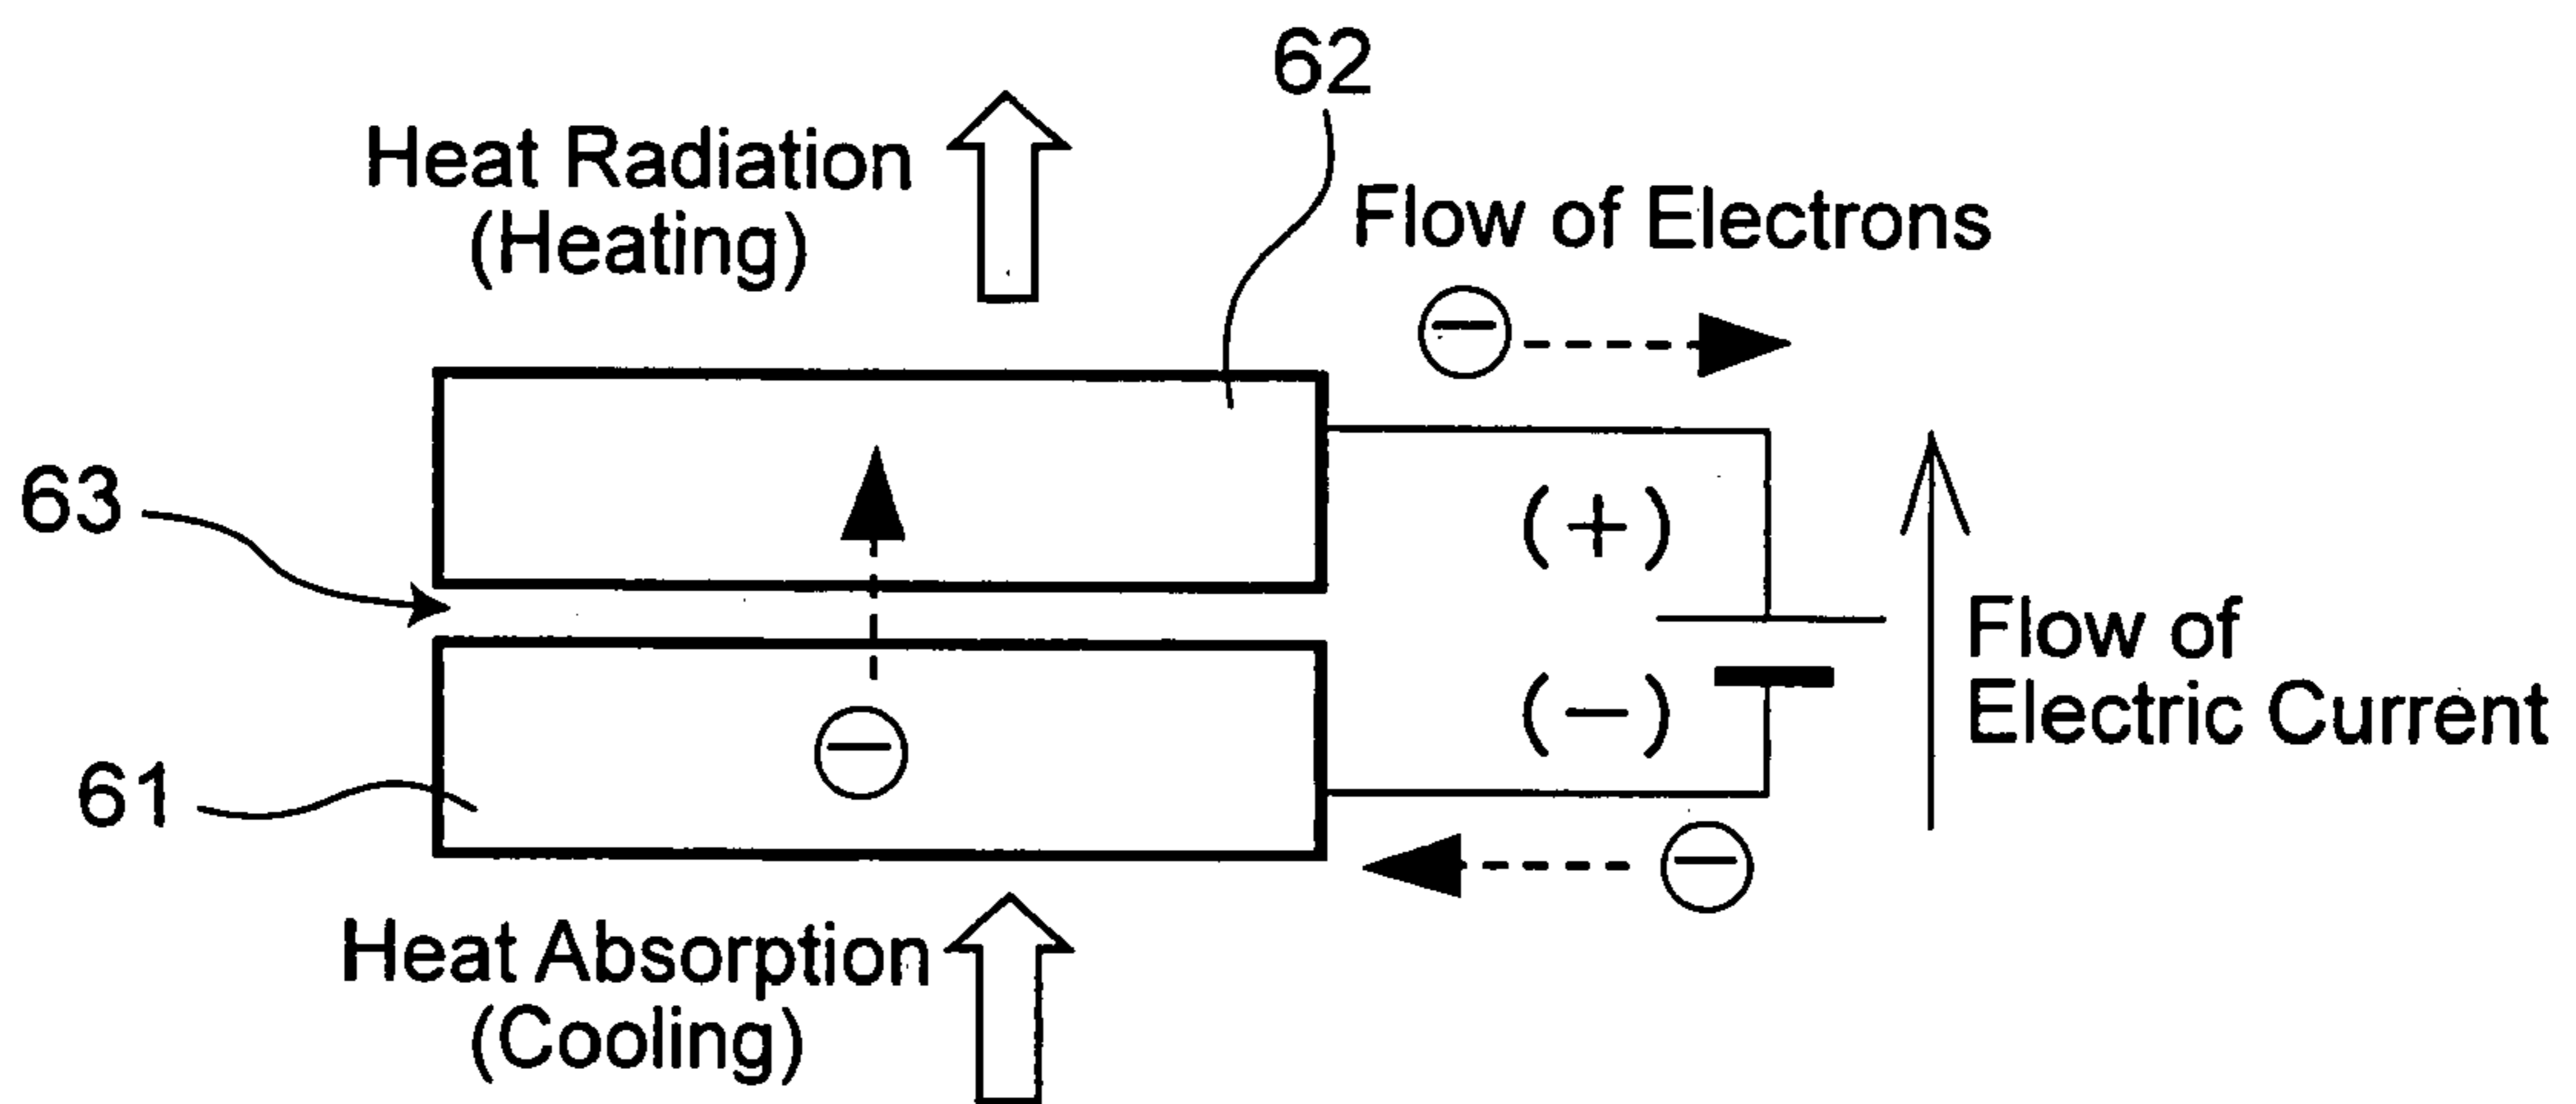 62
Heat Radiation
(Heating)
Flow of Electrons
⊖
63
(+)
Flow of
Electric Current
(−)
⊖
61
⊖
Heat Absorption
(Cooling)